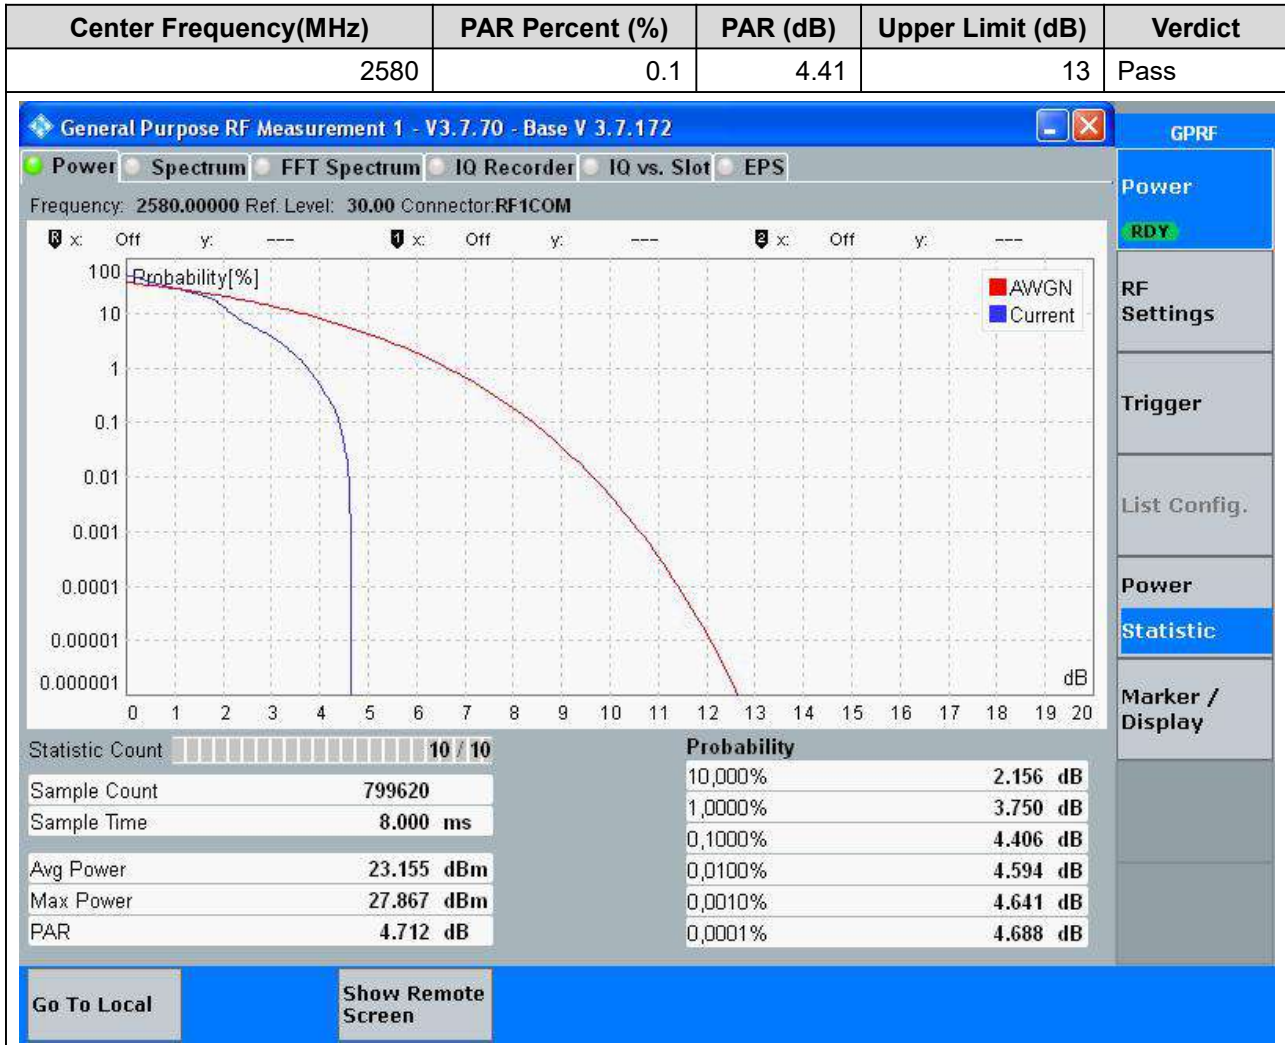 Center Frequency(MHz) PAR Percent (%) PAR (dB) Upper Limit (dB) Verdict
2580 0.1 4.41 13 Pass
General Purpose RF Measurement 1 - V3.7.70 - Base V 3.7.172
GPRF
Power Spectrum FFT Spectrum IQ Recorder IQ vs. Slot EPS
Power
RDY
Frequency: 2580.00000 Ref. Level: 30.00 Connector:RF1COM
R x: Off y: --- 1 x: Off y: --- 2 x: Off y: ---
Probability[%]
AWGN
Current
100
10
1
0.1
0.01
0.001
0.0001
0.00001
0.000001
dB
0 1 2 3 4 5 6 7 8 9 10 11 12 13 14 15 16 17 18 19 20
RF
Settings
Trigger
List Config.
Power
Statistic
Marker /
Display
Statistic Count 10 / 10
Sample Count 799620
Sample Time 8.000 ms
Avg Power 23.155 dBm
Max Power 27.867 dBm
PAR 4.712 dB
Probability
10,000% 2.156 dB
1,0000% 3.750 dB
0,1000% 4.406 dB
0,0100% 4.594 dB
0,0010% 4.641 dB
0,0001% 4.688 dB
Go To Local
Show Remote
Screen